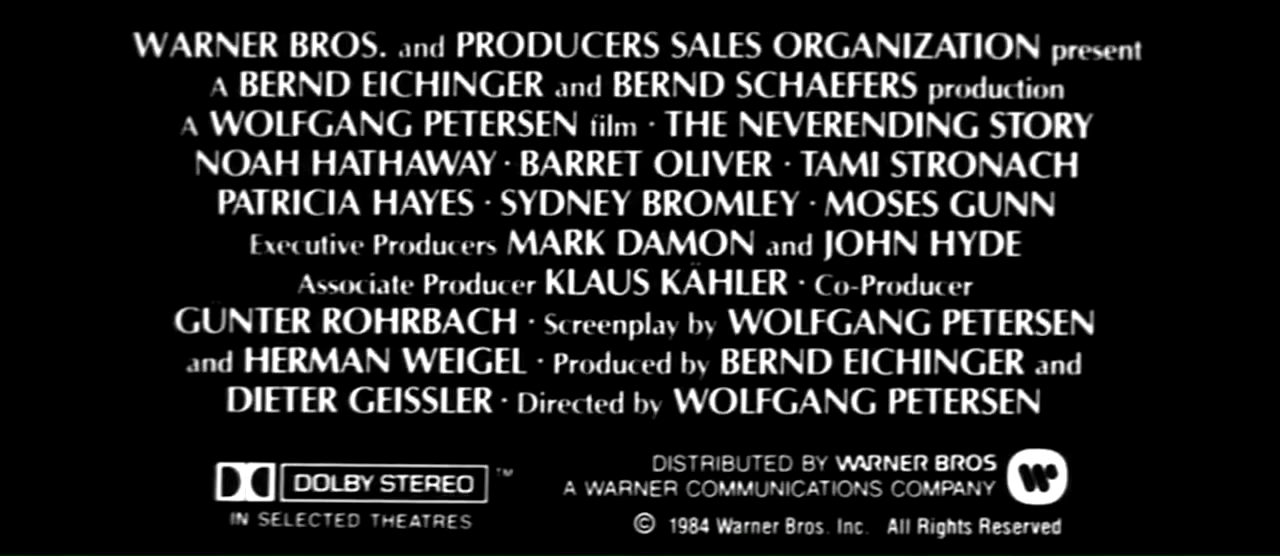 WARNER BROS. and PRODUCERS SALES ORGANIZATION present
A BERND EICHINGER and BERND SCHAEFERS production
A WOLFGANG PETERSEN film · THE NEVERENDING STORY
NOAH HATHAWAY · BARRET OLIVER · TAMI STRONACH
PATRICIA HAYES · SYDNEY BROMLEY · MOSES GUNN
Executive Producers MARK DAMON and JOHN HYDE
Associate Producer KLAUS KÄHLER · Co-Producer
GÜNTER ROHRBACH · Screenplay by WOLFGANG PETERSEN
and HERMAN WEIGEL · Produced by BERND EICHINGER and
DIETER GEISSLER · Directed by WOLFGANG PETERSEN
DOLBY STEREO ™
IN SELECTED THEATRES
DISTRIBUTED BY WARNER BROS
A WARNER COMMUNICATIONS COMPANY
© 1984 Warner Bros. Inc. All Rights Reserved